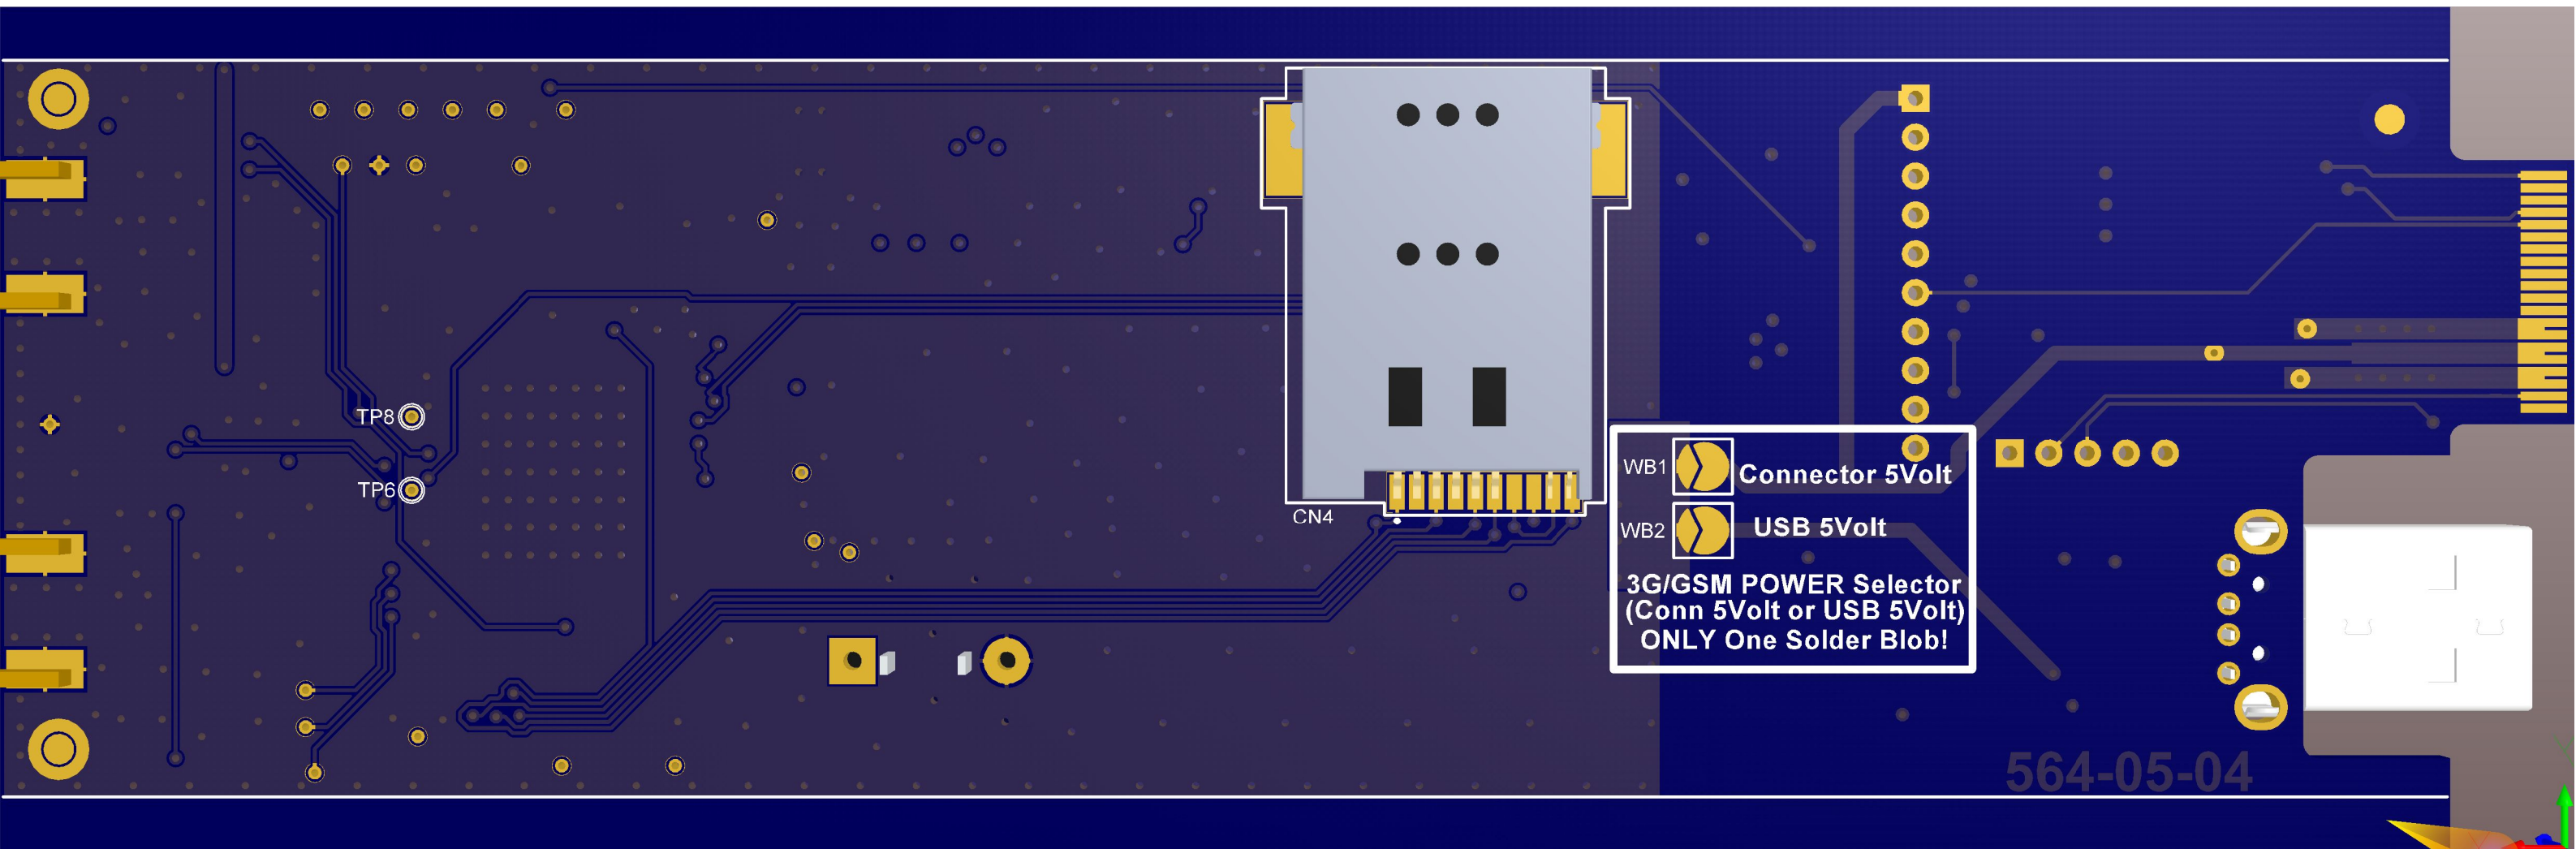 TP8
TP6
CN4
WB1 Connector 5Volt
WB2 USB 5Volt
3G/GSM POWER Selector
(Conn 5Volt or USB 5Volt)
ONLY One Solder Blob!
564-05-04